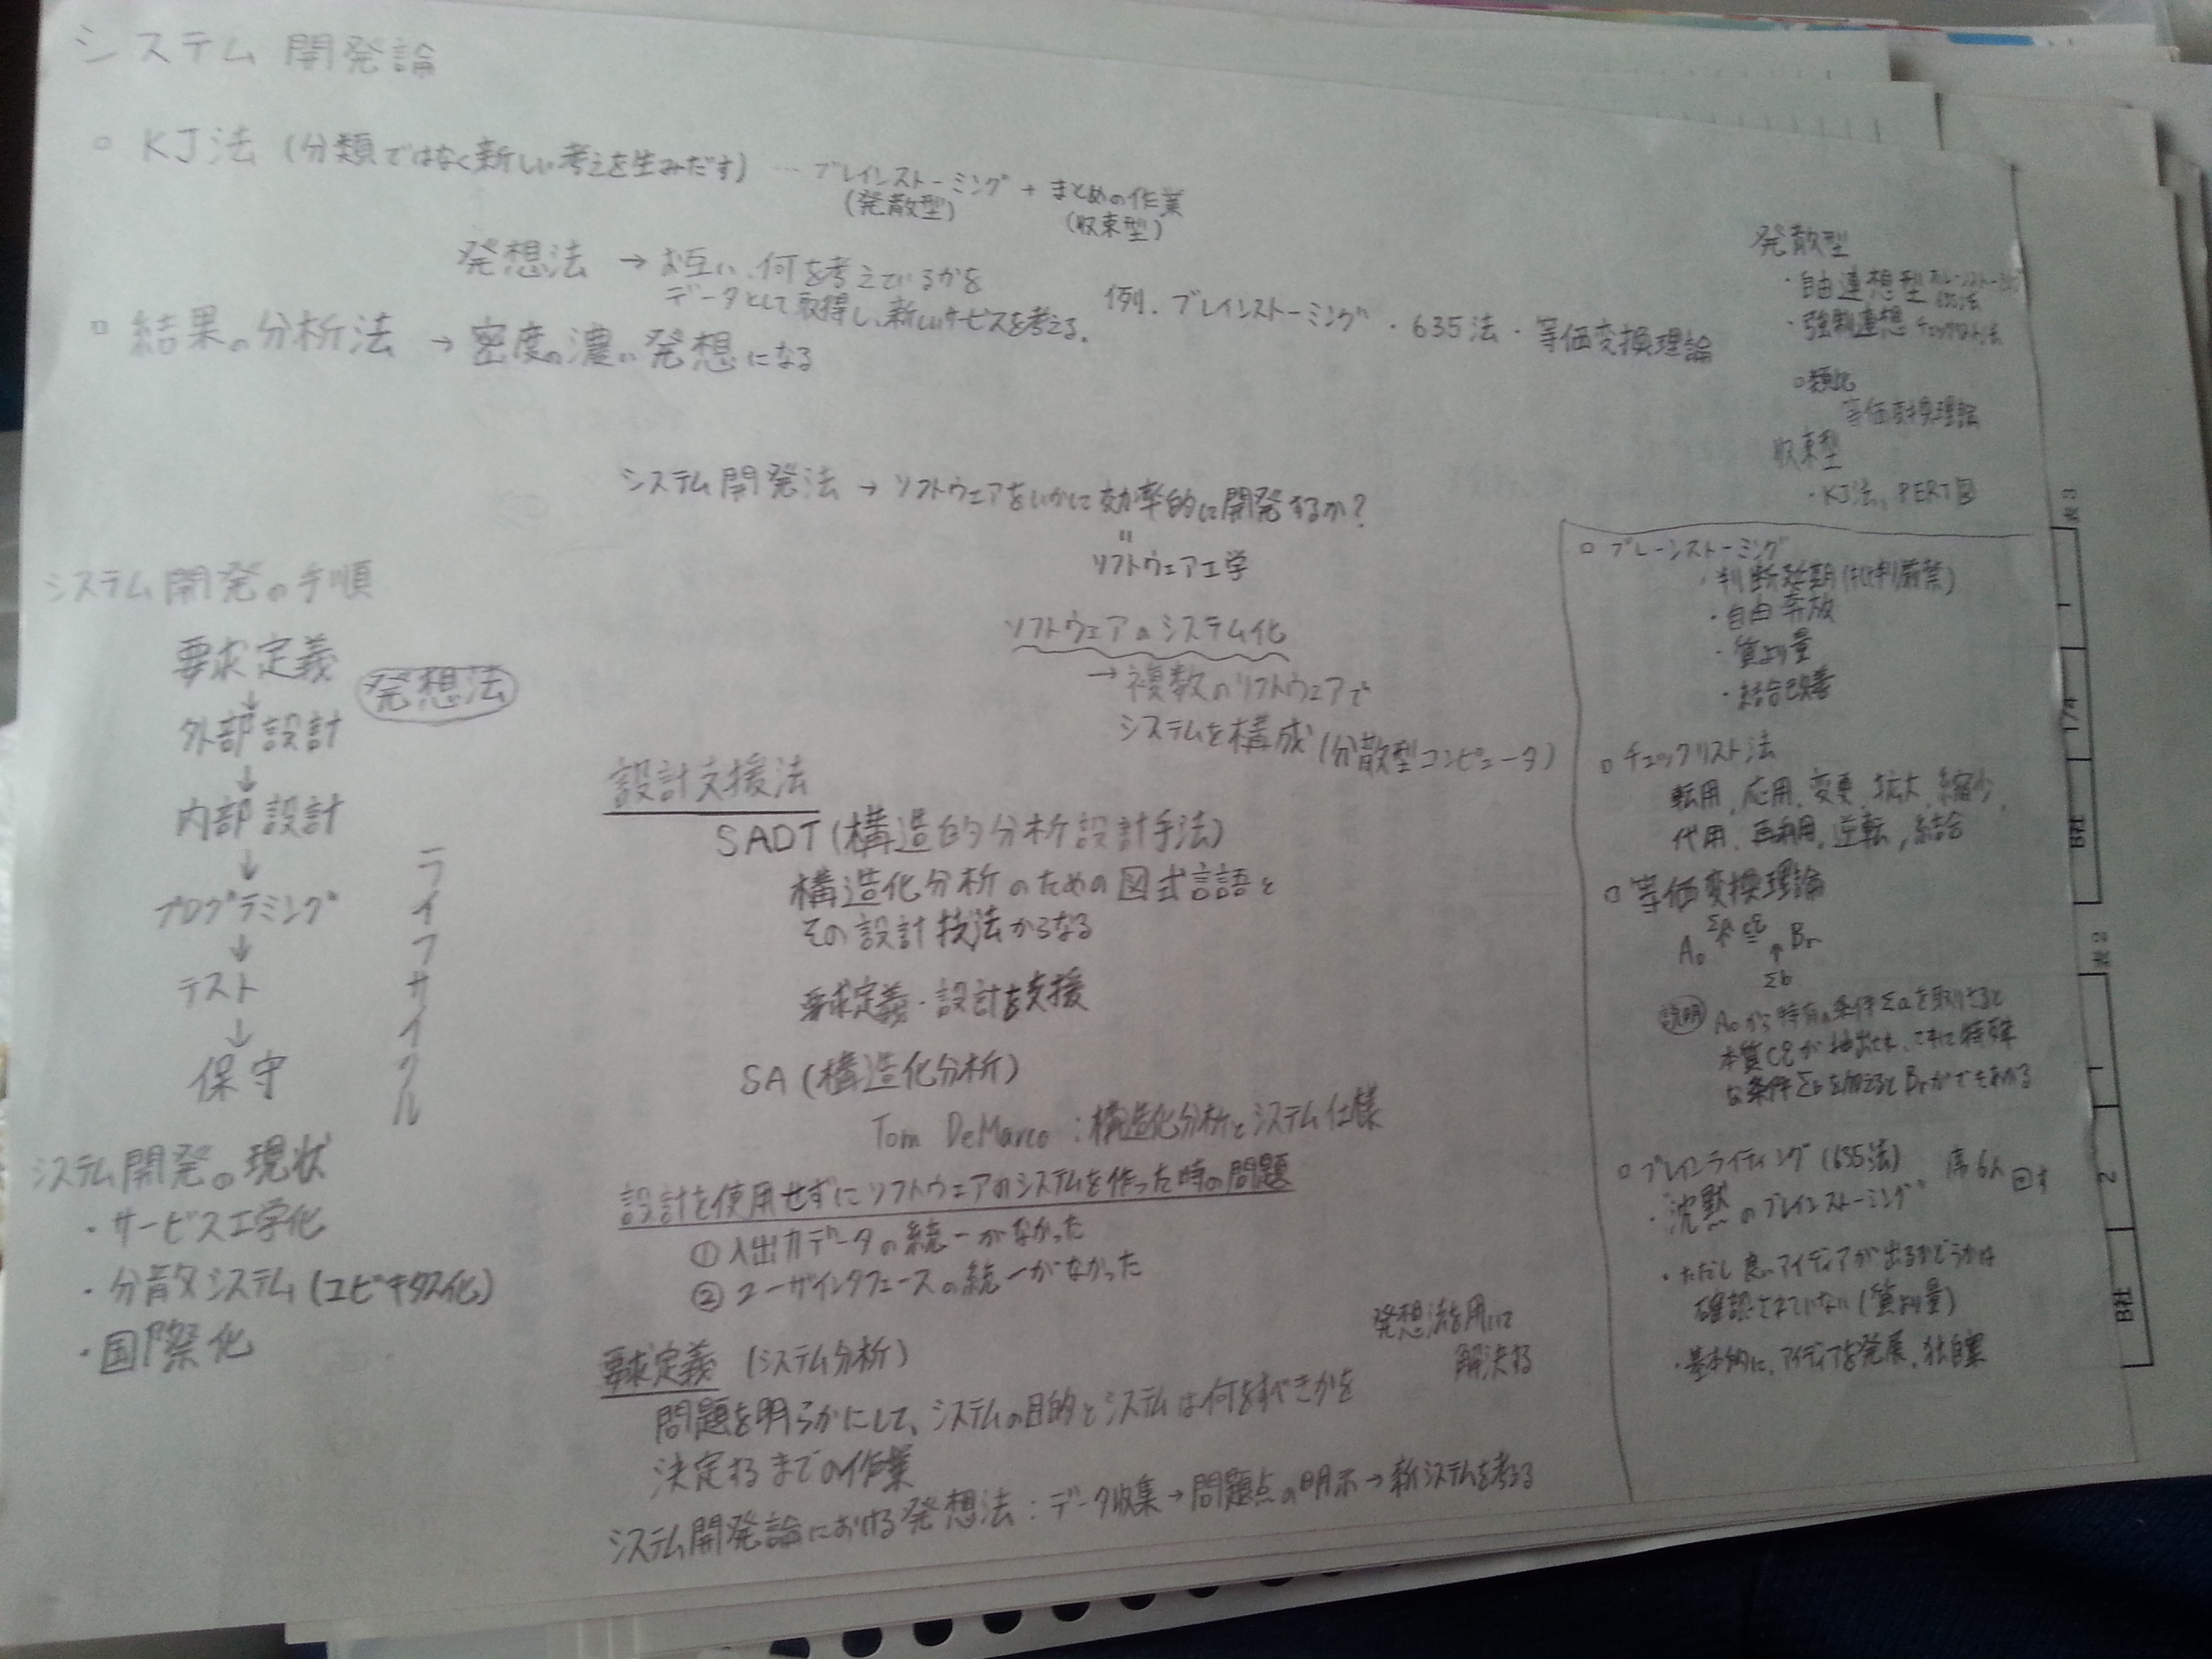 システム開発論
▫ KJ法 (分類ではなく新しい考えを生みだす) … ブレインストーミング + まとめの作業
(発散型) (収束型)
発想法 → お互い、何を考えているかを
データとして取得し、新しいサービスを考える。
例. ブレインストーミング・635法・等価変換理論
▫ 結果の分析法 → 密度の濃い発想になる
発散型
・自由連想型 ブレーンストーミング
635法
・強制連想 チェックリスト法
▫類比
等価変換理論
収束型
・KJ法、PERT図
システム開発法 → ソフトウェアをいかに効率的に開発するか?
"
ソフトウェア工学
ソフトウェアのシステム化
→ 複数のソフトウェアで
システムを構成 (分散型コンピュータ)
システム開発の手順
要求定義
↓
発想法
外部設計
↓
内部設計
↓
プログラミング
↓
テスト
↓
保守
ライフサイクル
システム開発の現状
・サービス工学化
・分散システム (ユビキタス化)
・国際化
設計支援法
SADT (構造的分析設計手法)
構造化分析のための図式言語と
その設計技法からなる
要求定義・設計を支援
SA (構造化分析)
Tom DeMarco : 構造化分析とシステム仕様
設計を使用せずにソフトウェアのシステムを作った時の問題
① 入出力データの統一がなかった
② ユーザインタフェースの統一がなかった
要求定義 (システム分析)
発想法を用いて
解決する
問題を明らかにして、システムの目的とシステムは何をすべきかを
決定するまでの作業
システム開発論における発想法 : データ収集 → 問題点の明示 → 新システムを考える
▫ ブレーンストーミング
・判断延期 (批判厳禁)
・自由奔放
・質より量
・結合改善
▫ チェックリスト法
転用、応用、変更、拡大、縮少、
代用、再利用、逆転、結合
▫ 等価変換理論
Σa cε
A₀ = ↑ Br
Σb
説明 A₀から特有の条件Σaを取りさると
本質cεが抽出され、これに特殊
な条件Σbを加えるとBrができあがる
▫ ブレインライティング (635法) 席6人 回す
・沈黙のブレインストーミング
・ただし良いアイディアが出るかどうかは
確認されていない (質より量)
・基本的に、アイディアを発展、独自案
表3
1
174
B社
表2
1
2
B社